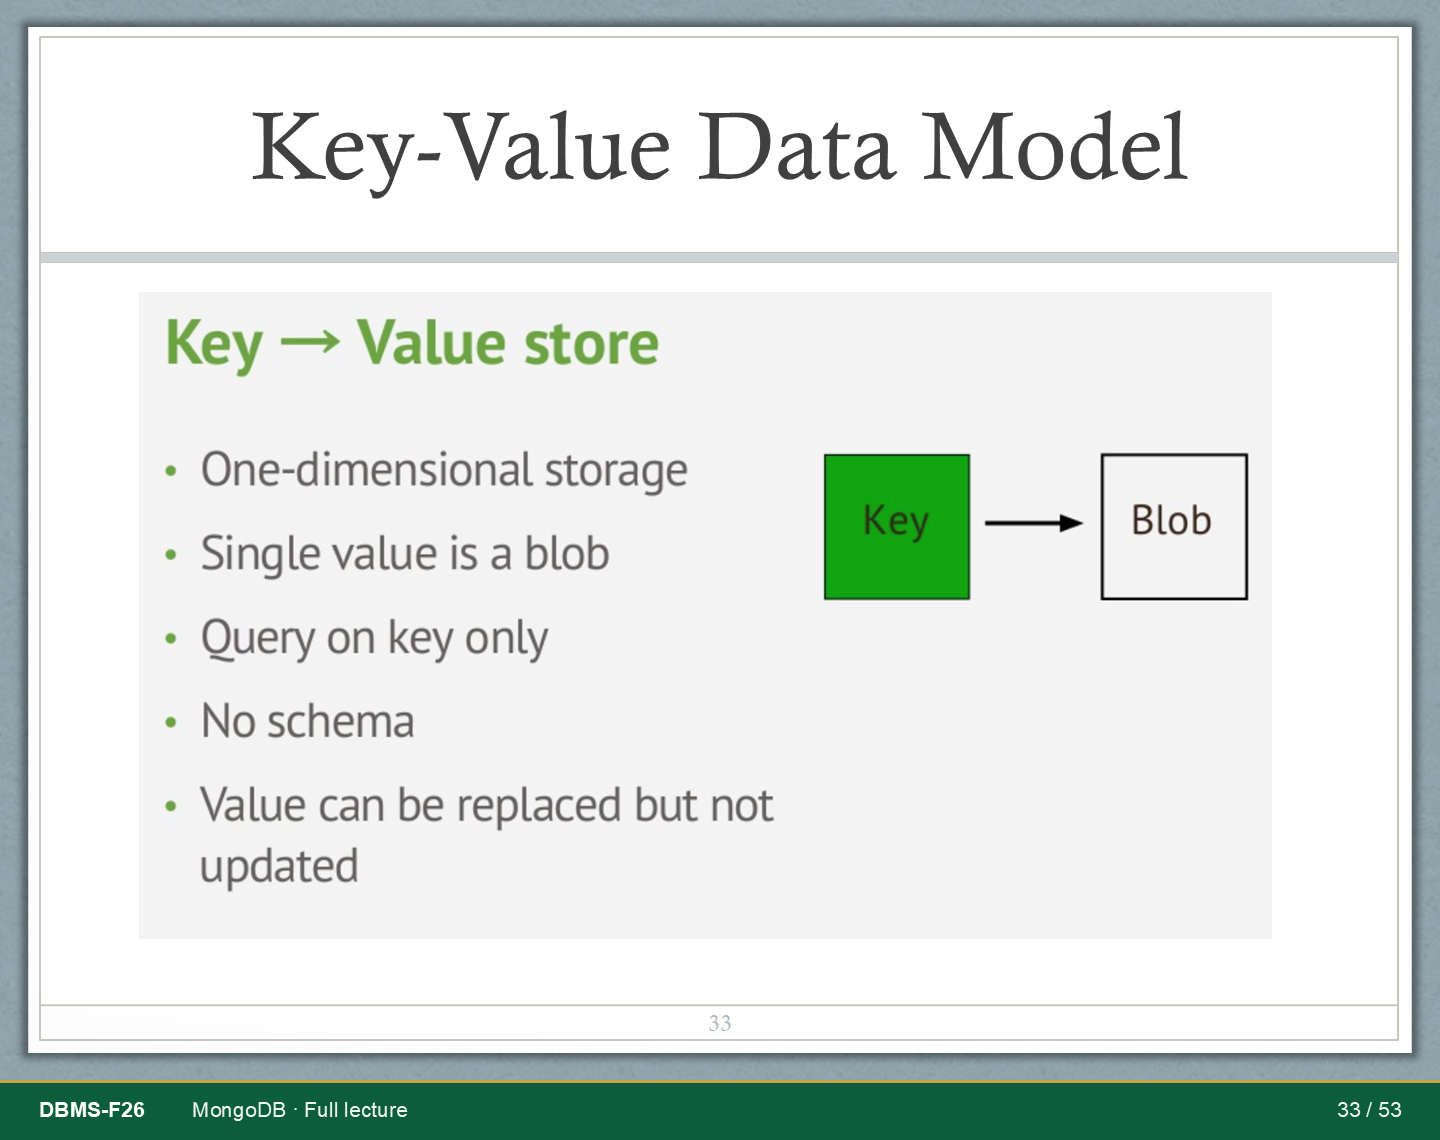 Key-Value Data Model
Key → Value store
• One-dimensional storage
• Single value is a blob
• Query on key only
• No schema
• Value can be replaced but not
updated
Key
Blob
33
DBMS-F26
MongoDB · Full lecture
33 / 53